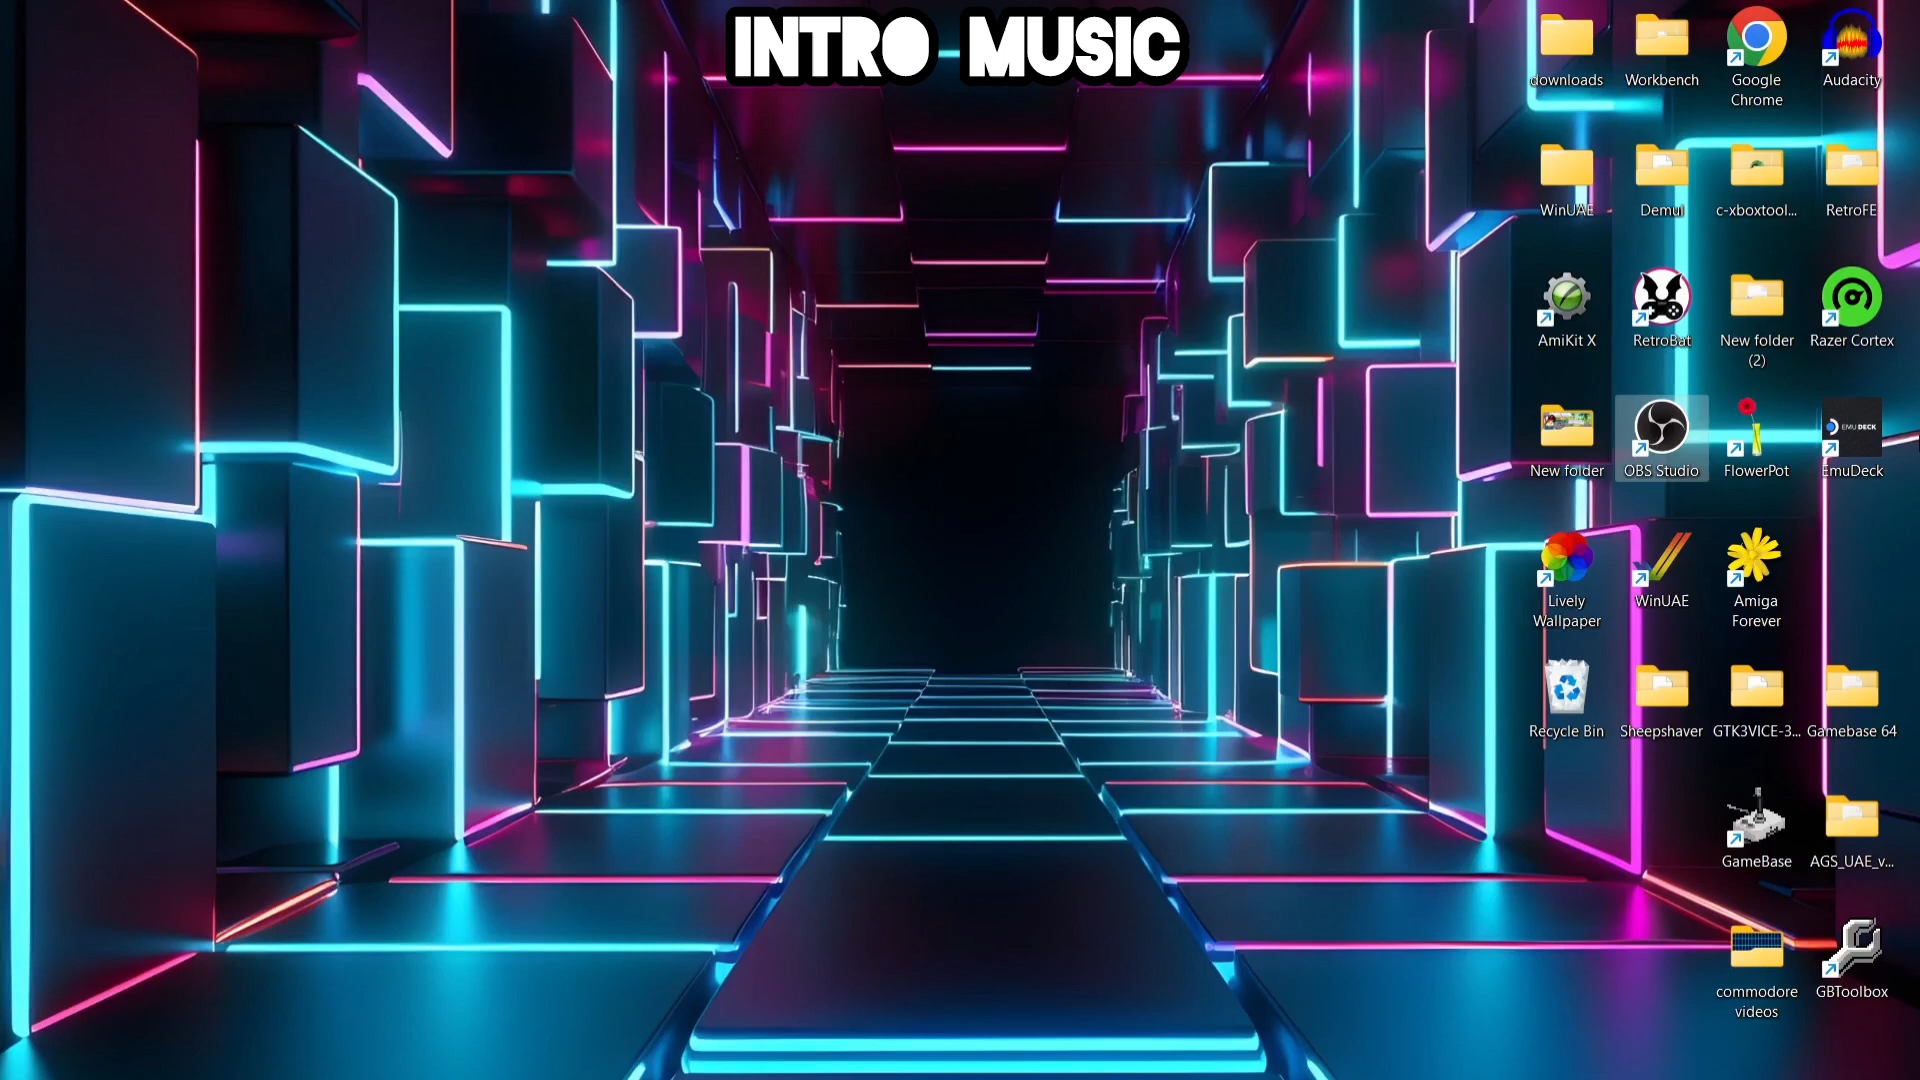 INTRO MUSIC
downloads
Workbench
Google
Chrome
Audacity
WinUAE
Demul
c-xboxtool...
RetroFE
AmiKit X
RetroBat
New folder
(2)
Razer Cortex
New folder
OBS Studio
FlowerPot
EMU DECK
EmuDeck
Lively
Wallpaper
WinUAE
Amiga
Forever
Recycle Bin
Sheepshaver
GTK3VICE-3...
Gamebase 64
GameBase
AGS_UAE_v...
commodore
videos
GBToolbox